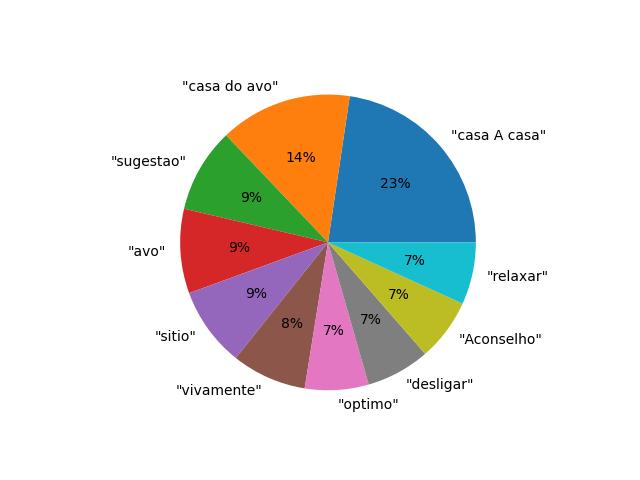 "casa do avo"
"casa A casa"
14%
"sugestao"
23%
9%
"avo"
9%
7%
"relaxar"
9%
7%
"sitio"
8%
7%
7%
"Aconselho"
"vivamente"
"desligar"
"optimo"